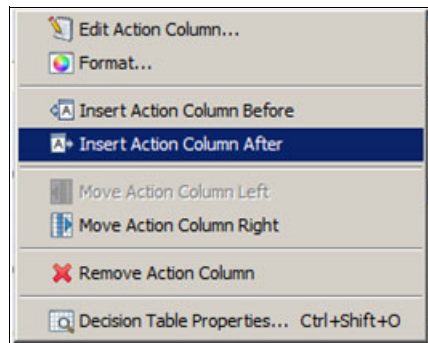 Edit Action Column...
Format...
Insert Action Column Before
Insert Action Column After
Move Action Column Left
Move Action Column Right
Remove Action Column
Decision Table Properties... Ctrl+Shift+O